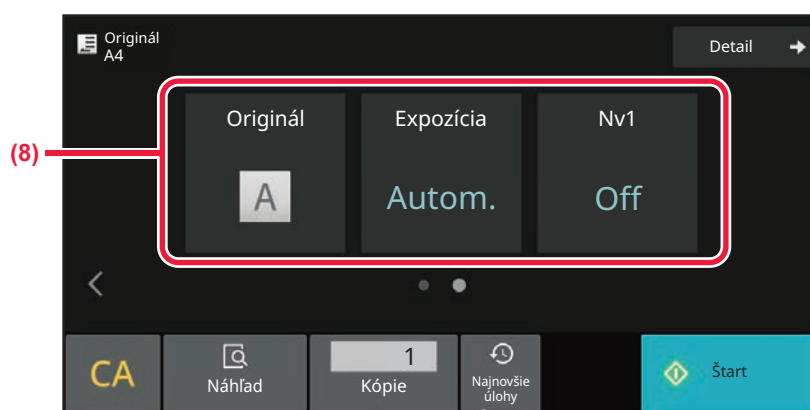 Originál
A4
Detail
(8)
Originál
Expozícia
Nv1
A
Autom.
Off
CA
Náhľad
1
Kópie
Najnovšie
úlohy
Štart